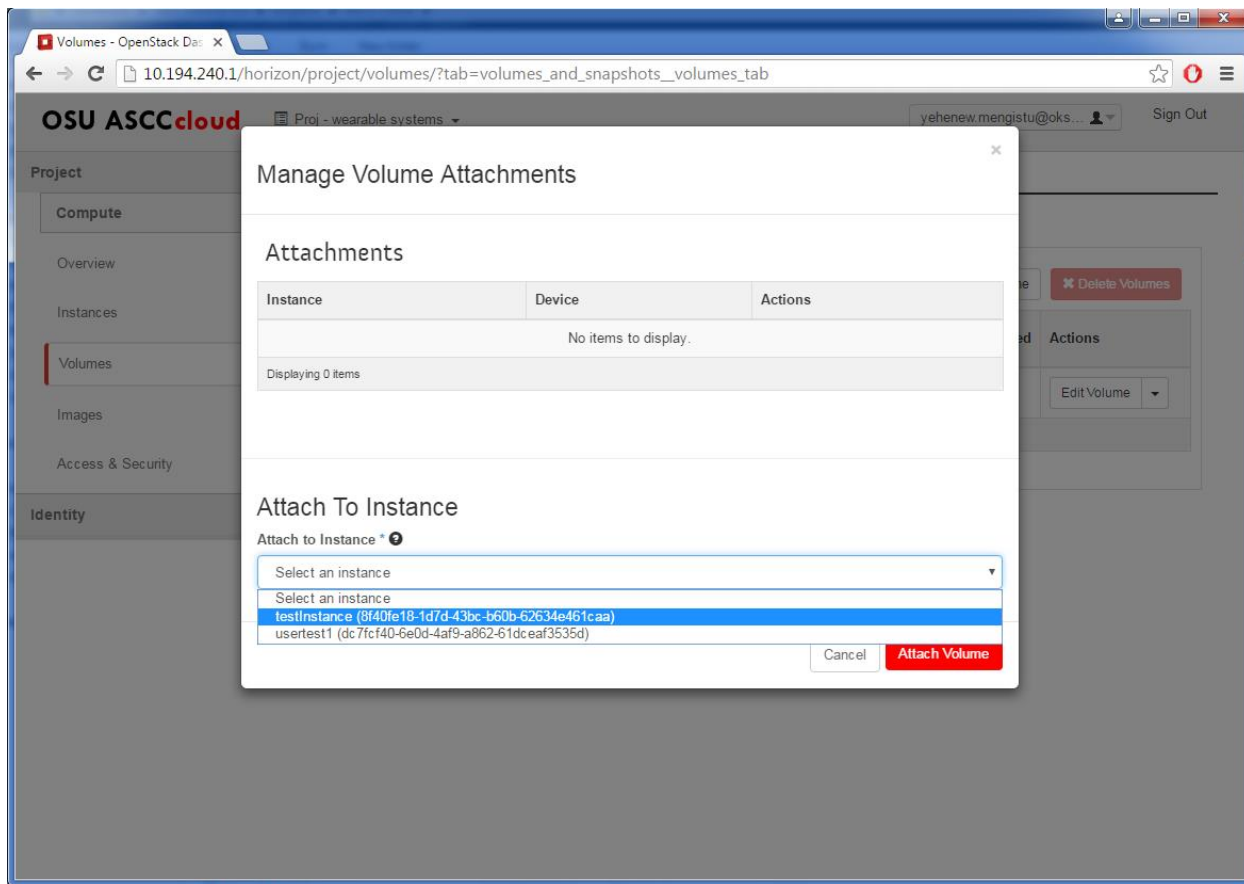 Volumes - OpenStack Das
10.194.240.1/horizon/project/volumes/?tab=volumes_and_snapshots__volumes_tab
OSU ASCCcloud
Proj - wearable systems
yehenew.mengistu@oks...
Sign Out
Project
Compute
Overview
Instances
Volumes
Images
Access & Security
Identity
Manage Volume Attachments
×
Attachments
Instance Device Actions
No items to display.
Displaying 0 items
Delete Volumes
Actions
Edit Volume
Attach To Instance
Attach to Instance *
Select an instance
Select an instance
testInstance (8f40fe18-1d7d-43bc-b60b-62634e461caa)
usertest1 (dc7fcf40-6e0d-4af9-a862-61dceaf3535d)
Cancel
Attach Volume